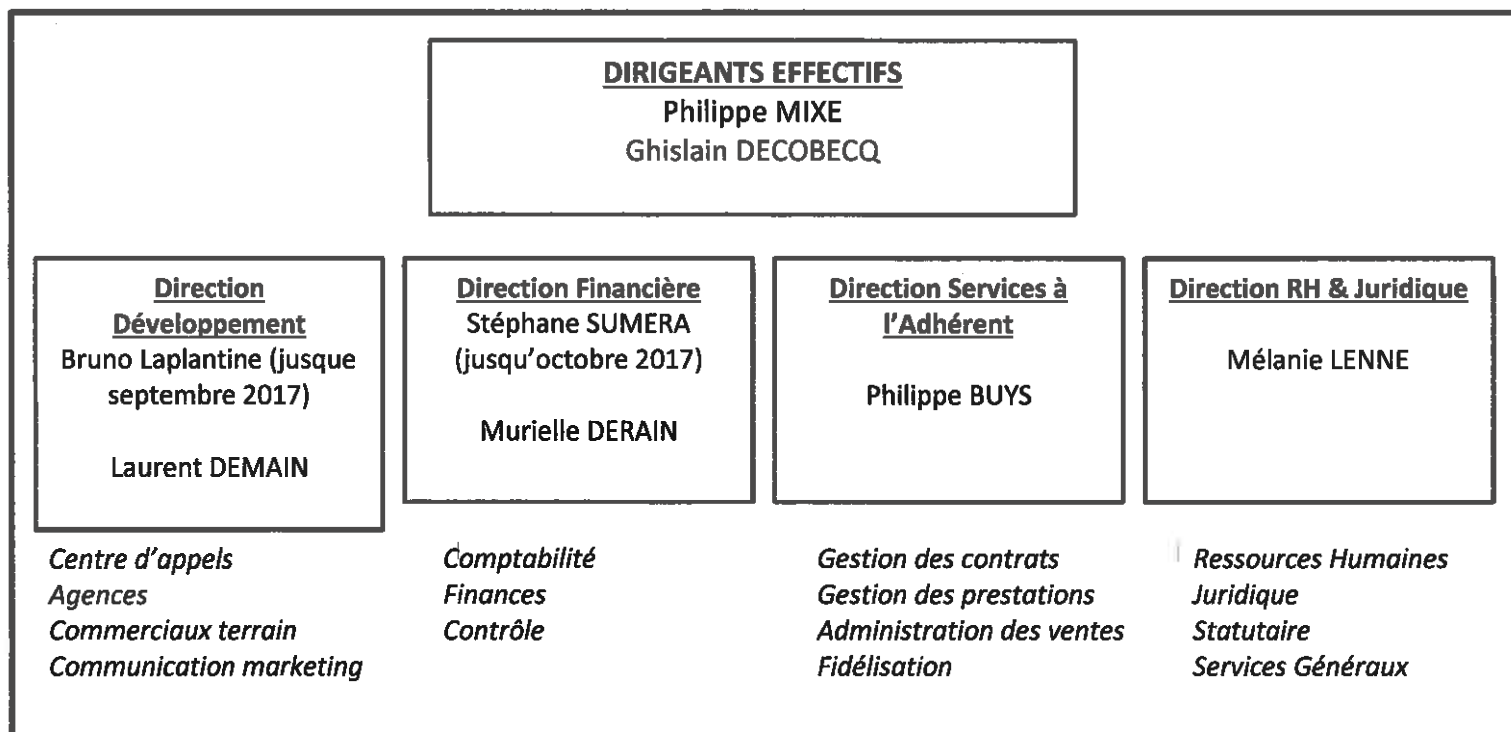 DIRIGEANTS EFFECTIFS
Philippe MIXE
Ghislain DECOBECQ
Direction
Développement
Bruno Laplantine (jusque
septembre 2017)
Laurent DEMAIN
Direction Financière
Stéphane SUMERA
(jusqu'octobre 2017)
Murielle DERAIN
Direction Services à
l'Adhérent
Philippe BUYS
Direction RH & Juridique
Mélanie LENNE
Centre d'appels
Agences
Commerciaux terrain
Communication marketing
Comptabilité
Finances
Contrôle
Gestion des contrats
Gestion des prestations
Administration des ventes
Fidélisation
Ressources Humaines
Juridique
Statutaire
Services Généraux